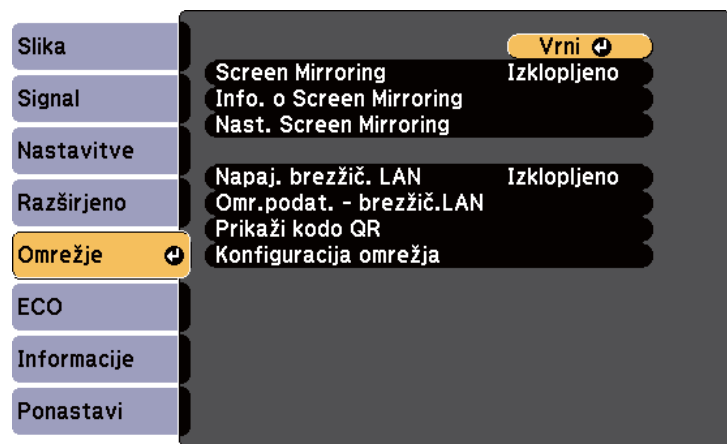 Slika
Signal
Nastavitve
Razširjeno
Omrežje
ECO
Informacije
Ponastavi
Vrni
Screen Mirroring Izklopljeno
Info. o Screen Mirroring
Nast. Screen Mirroring
Napaj. brezžič. LAN Izklopljeno
Omr.podat. - brezžič.LAN
Prikaži kodo QR
Konfiguracija omrežja